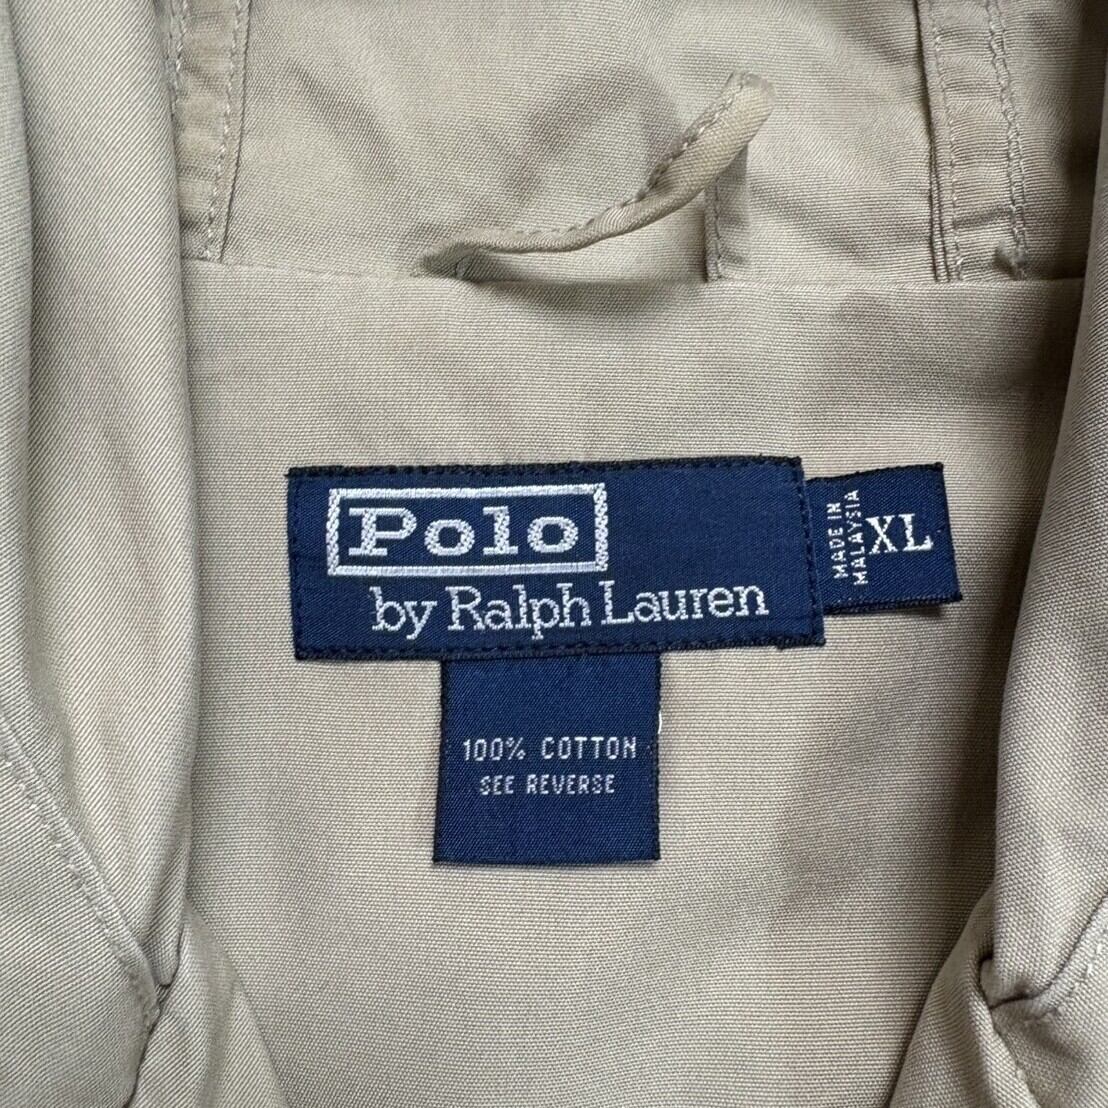 Polo
by Ralph Lauren
MADE IN
MALAYSIA
XL
100% COTTON
SEE REVERSE